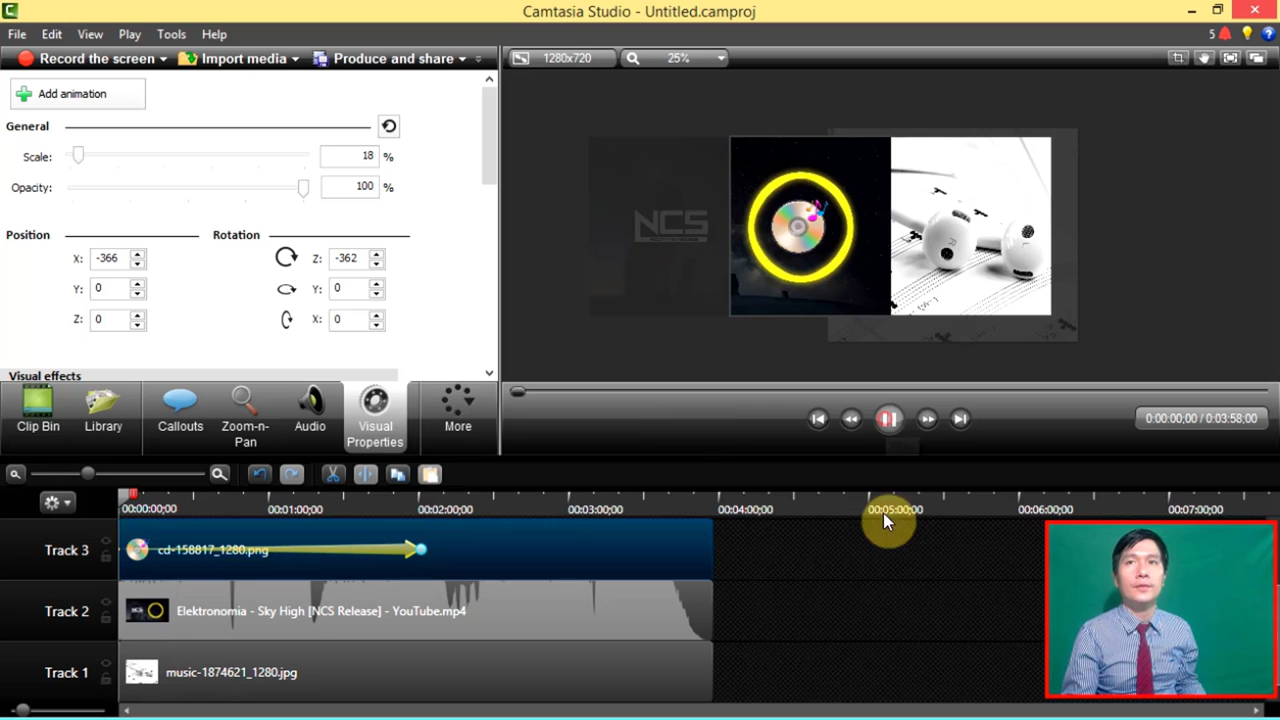 Camtasia Studio - Untitled.camproj
File Edit View Play Tools Help
5
Record the screen Import media Produce and share
1280x720 25%
Add animation
General
Scale: 18 %
Opacity: 100 %
Position Rotation
X: -366 Z: -362
Y: 0 Y: 0
Z: 0 X: 0
Visual effects
NCS
R
Clip Bin Library Callouts Zoom-n-Pan Audio Visual Properties More
0:00:00;00 / 0:03:58;00
00:00:00;00 00:01:00;00 00:02:00;00 00:03:00;00 00:04:00;00 00:05:00;00 00:06:00;00 00:07:00;00
Track 3 cd-158817_1280.png
Track 2 Elektronomia - Sky High [NCS Release] - YouTube.mp4
Track 1 music-1874621_1280.jpg